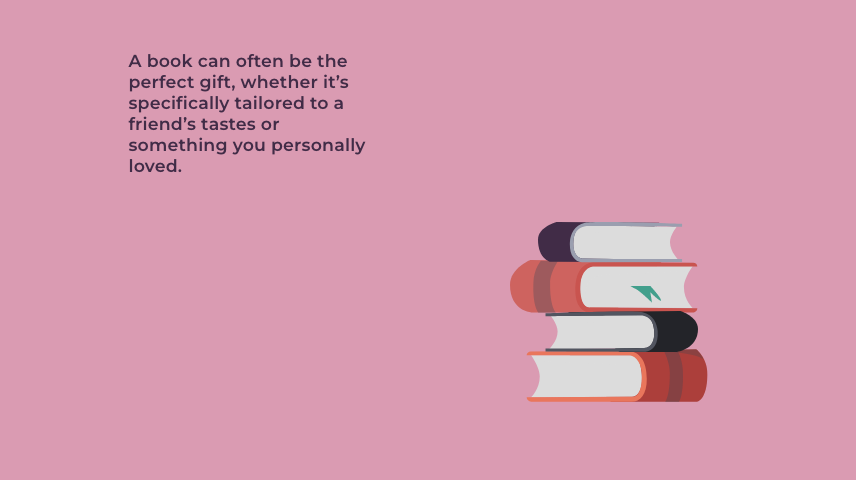 A book can often be the
perfect gift, whether it’s
specifically tailored to a
friend’s tastes or
something you personally
loved.